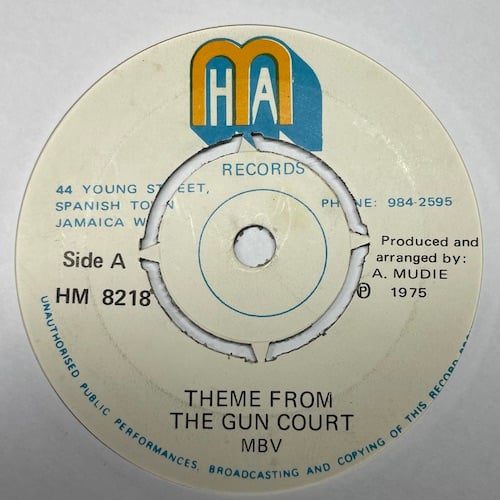 HAM
RECORDS
44 YOUNG STREET,
SPANISH TOWN
JAMAICA W
PHONE: 984-2595
Side A
HM 8218
Produced and
arranged by:
A. MUDIE
℗ 1975
THEME FROM
THE GUN COURT
MBV
UNAUTHORISED PUBLIC PERFORMANCES, BROADCASTING AND COPYING OF THIS RECORD